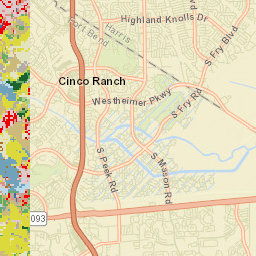 Highland Knolls Dr
Harris
Fort Bend
S Fry Blvd
Cinco Ranch
Westheimer Pkwy
S Fry Rd
S Peek Rd
S Mason Rd
093